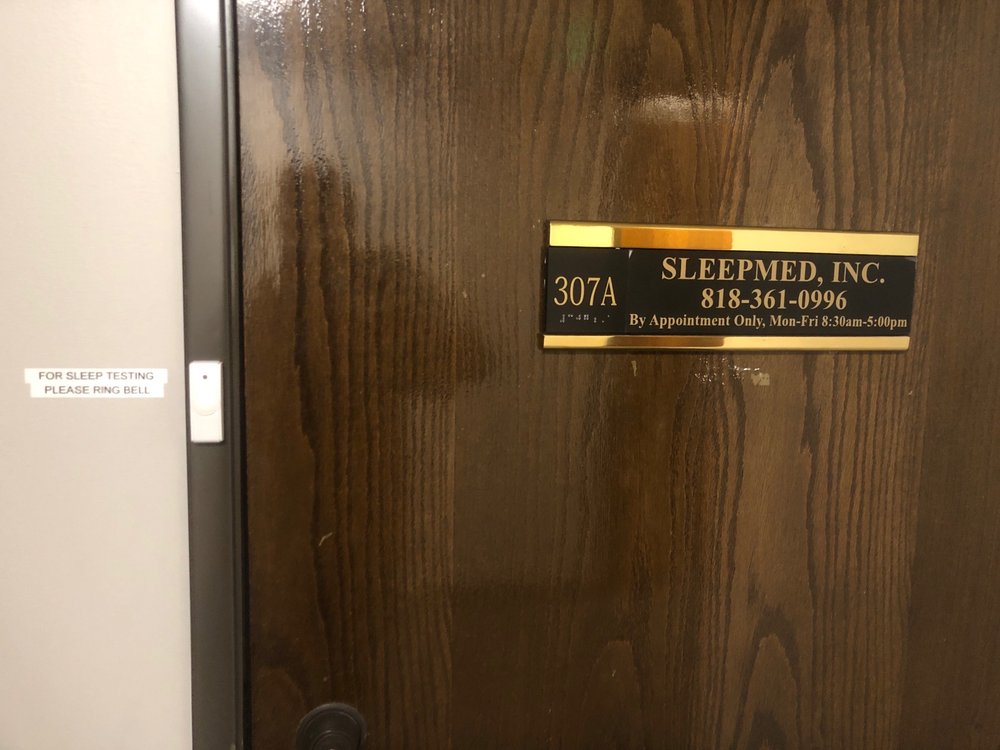 FOR SLEEP TESTING
PLEASE RING BELL
307A
SLEEPMED, INC.
818-361-0996
By Appointment Only, Mon-Fri 8:30am-5:00pm